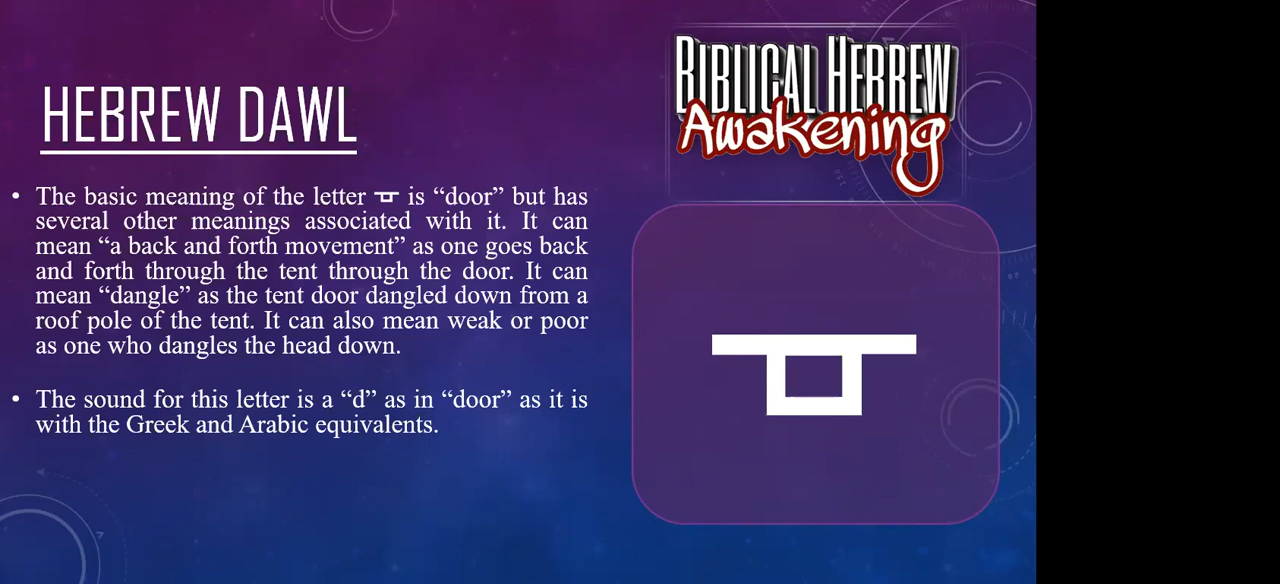 BIBLICAL HEBREW
Awakening
HEBREW DAWL
• The basic meaning of the letter is “door” but has
several other meanings associated with it. It can
mean “a back and forth movement” as one goes back
and forth through the tent through the door. It can
mean “dangle” as the tent door dangled down from a
roof pole of the tent. It can also mean weak or poor
as one who dangles the head down.
• The sound for this letter is a “d” as in “door” as it is
with the Greek and Arabic equivalents.